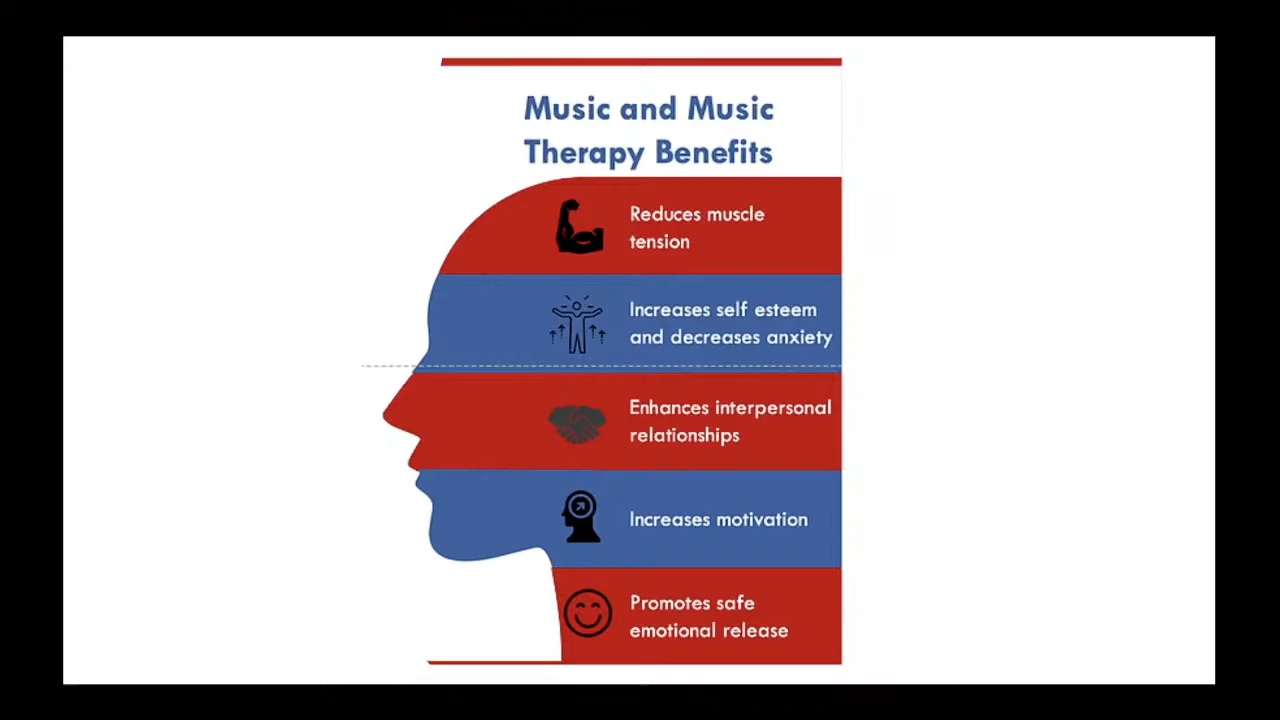 Music and Music
Therapy Benefits
Reduces muscle
tension
Increases self esteem
and decreases anxiety
Enhances interpersonal
relationships
Increases motivation
Promotes safe
emotional release